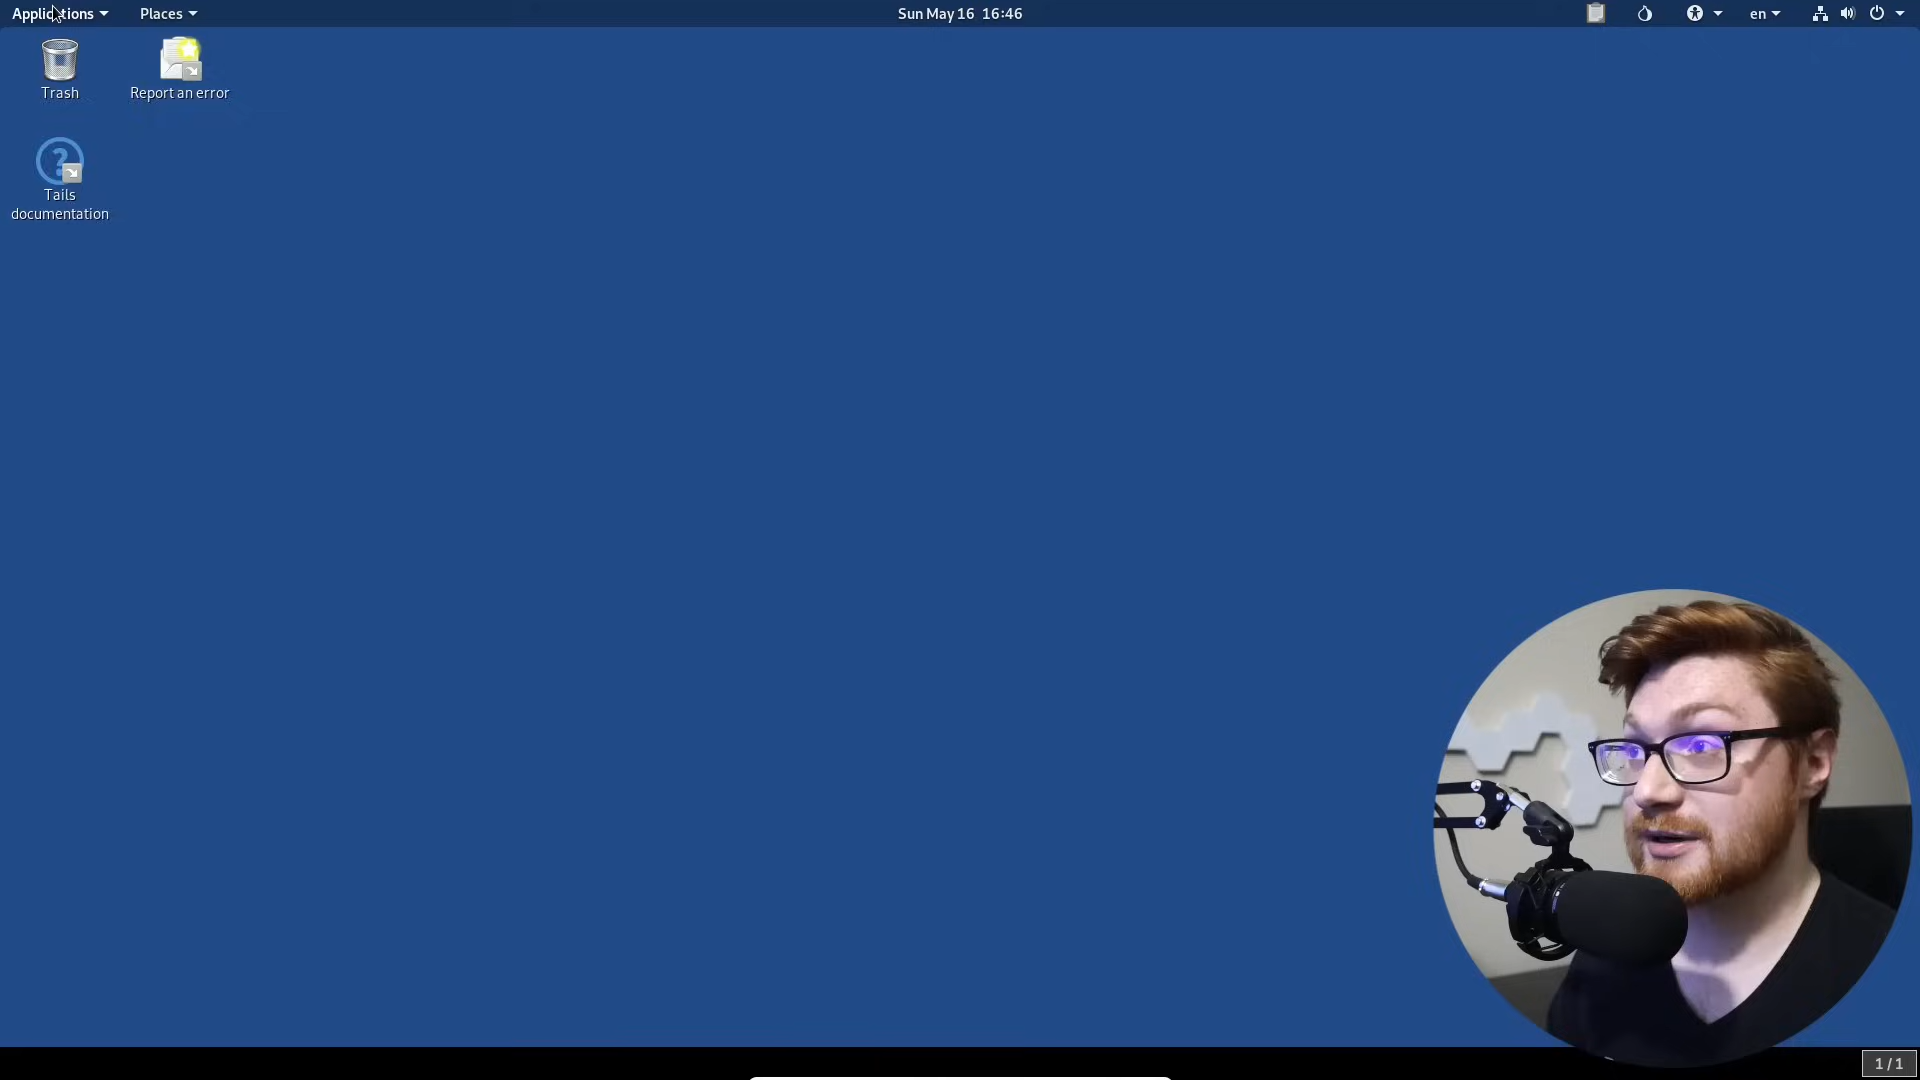 Applications
Places
Sun May 16 16:46
en
Trash
Report an error
Tails
documentation
1 / 1